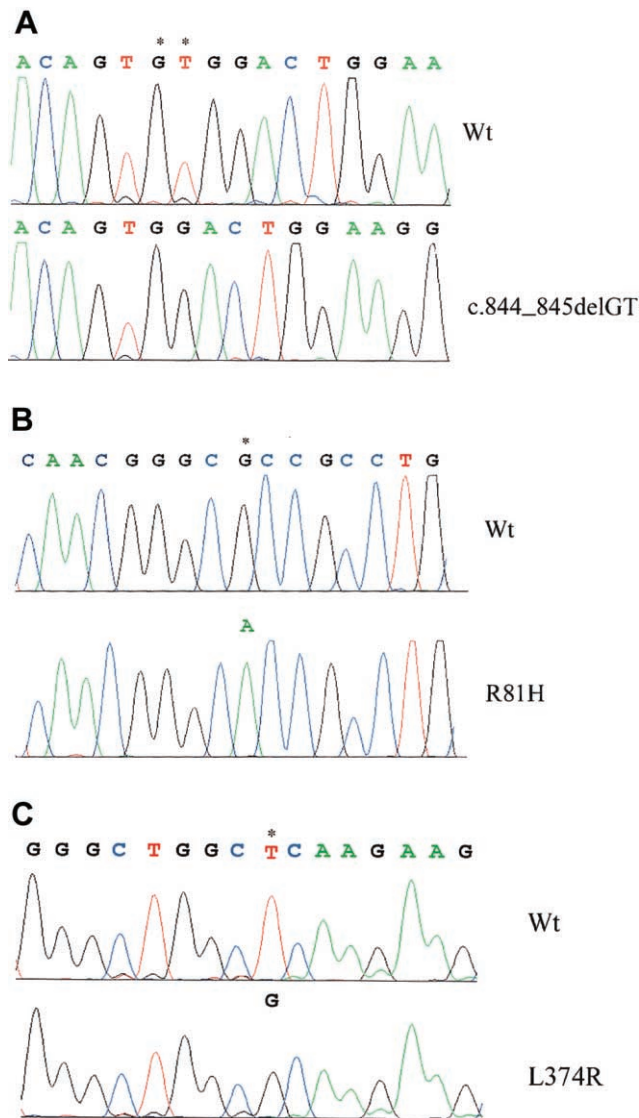 A
* *
A C A G T G T G G A C T G G A A
Wt
A C A G T G G A C T G G A A G G
c.844_845delGT
B
*
C A A C G G G C G C C G C C T G
Wt
A
R81H
C
*
G G G C T G G C T C A A G A A G
Wt
G
L374R